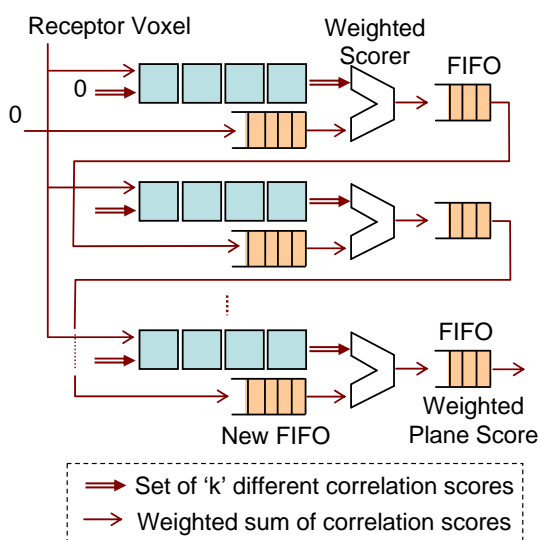 Receptor Voxel
Weighted
Scorer
FIFO
0
0
FIFO
New FIFO
Weighted
Plane Score
Set of ‘k’ different correlation scores
Weighted sum of correlation scores